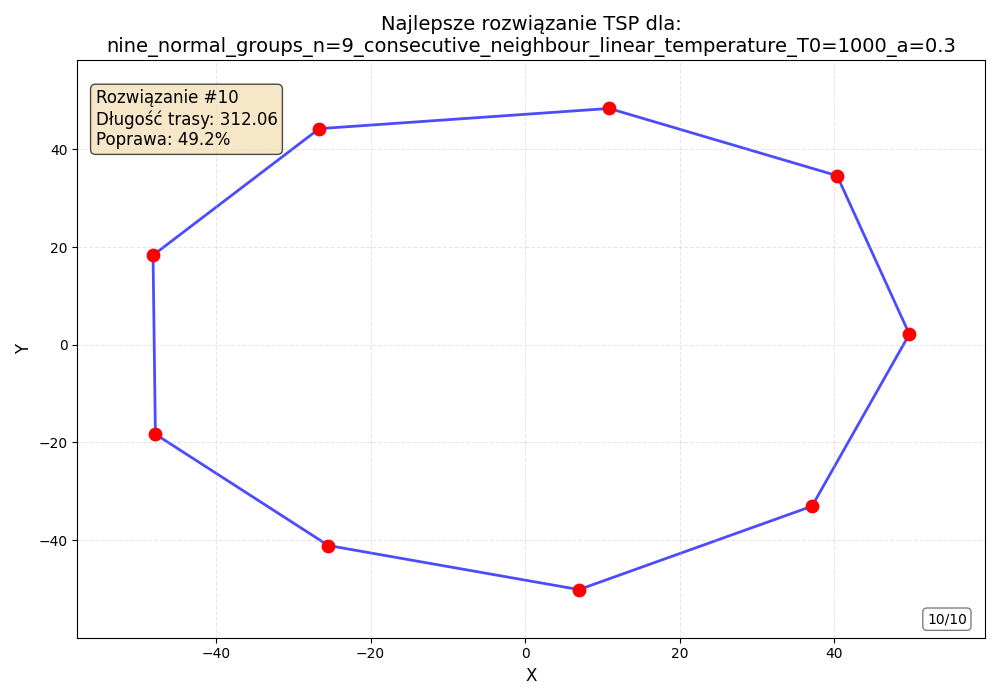 Najlepsze rozwiązanie TSP dla:
nine_normal_groups_n=9_consecutive_neighbour_linear_temperature_T0=1000_a=0.3
Rozwiązanie #10
Długość trasy: 312.06
Poprawa: 49.2%
40
20
0
−20
−40
Y
10/10
−40
−20
0
20
40
X